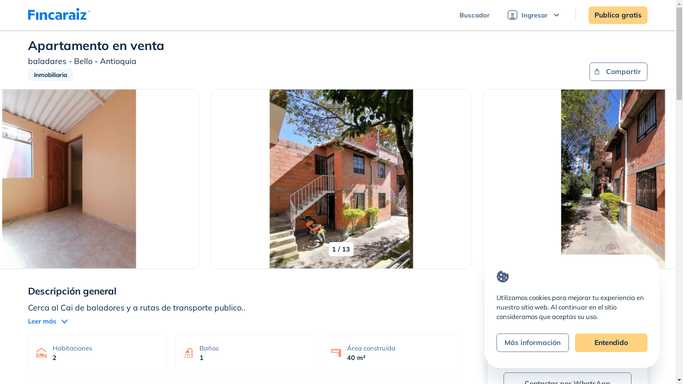 Fincaraiz
Buscador
Ingresar
Publica gratis
Apartamento en venta
baladares - Bello - Antioquia
Inmobiliaria
Compartir
1 / 13
Descripción general
Cerca al Cai de baladores y a rutas de transporte publico..
Leer más
Habitaciones
2
Baños
1
Área construida
40 m²
Utilizamos cookies para mejorar tu experiencia en
nuestro sitio web. Al continuar en el sitio
consideramos que aceptas su uso.
Más información
Entendido
Contactar por WhatsApp